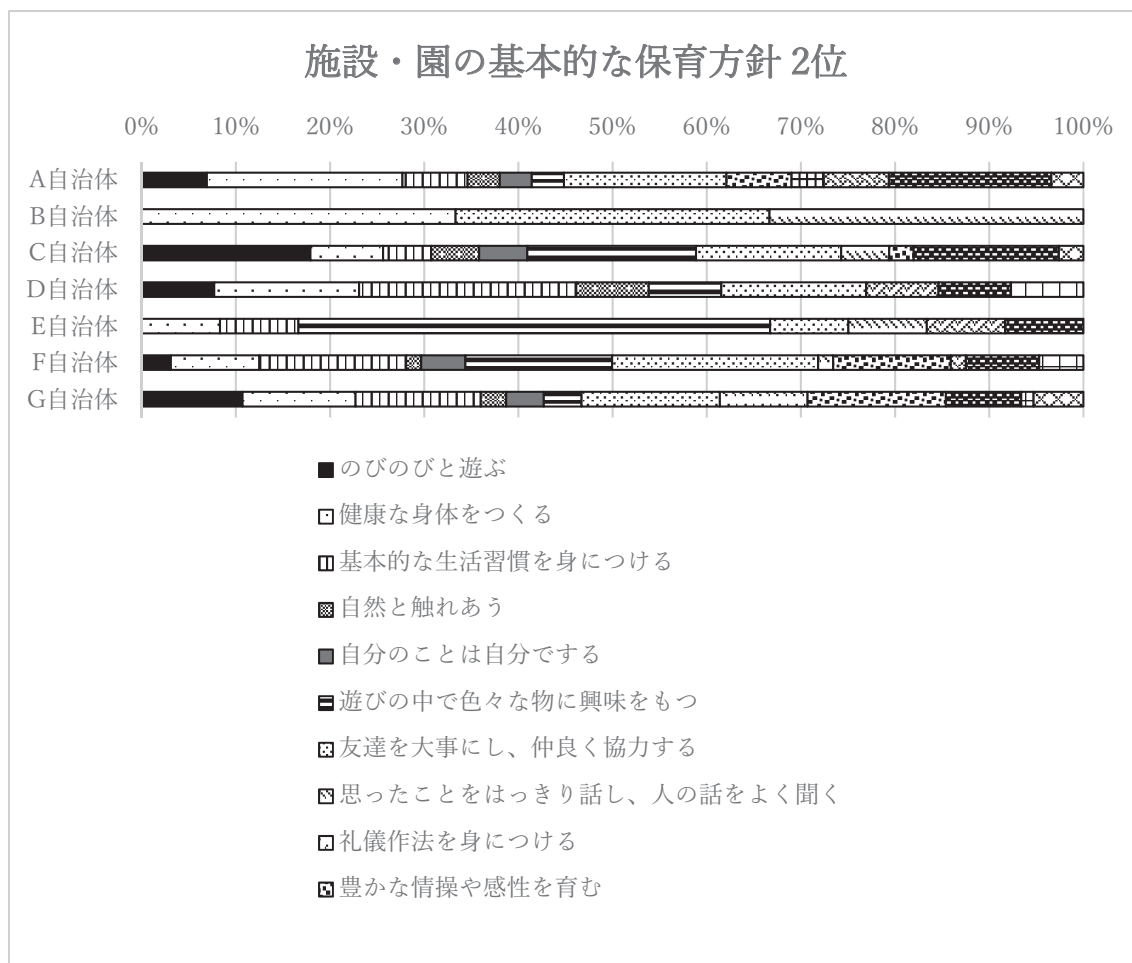 施設・園の基本的な保育方針 2位
0% 10% 20% 30% 40% 50% 60% 70% 80% 90% 100%
A自治体
B自治体
C自治体
D自治体
E自治体
F自治体
G自治体
のびのびと遊ぶ
健康な身体をつくる
基本的な生活習慣を身につける
自然と触れあう
自分のことは自分でする
遊びの中で色々な物に興味をもつ
友達を大事にし、仲良く協力する
思ったことをはっきり話し、人の話をよく聞く
礼儀作法を身につける
豊かな情操や感性を育む